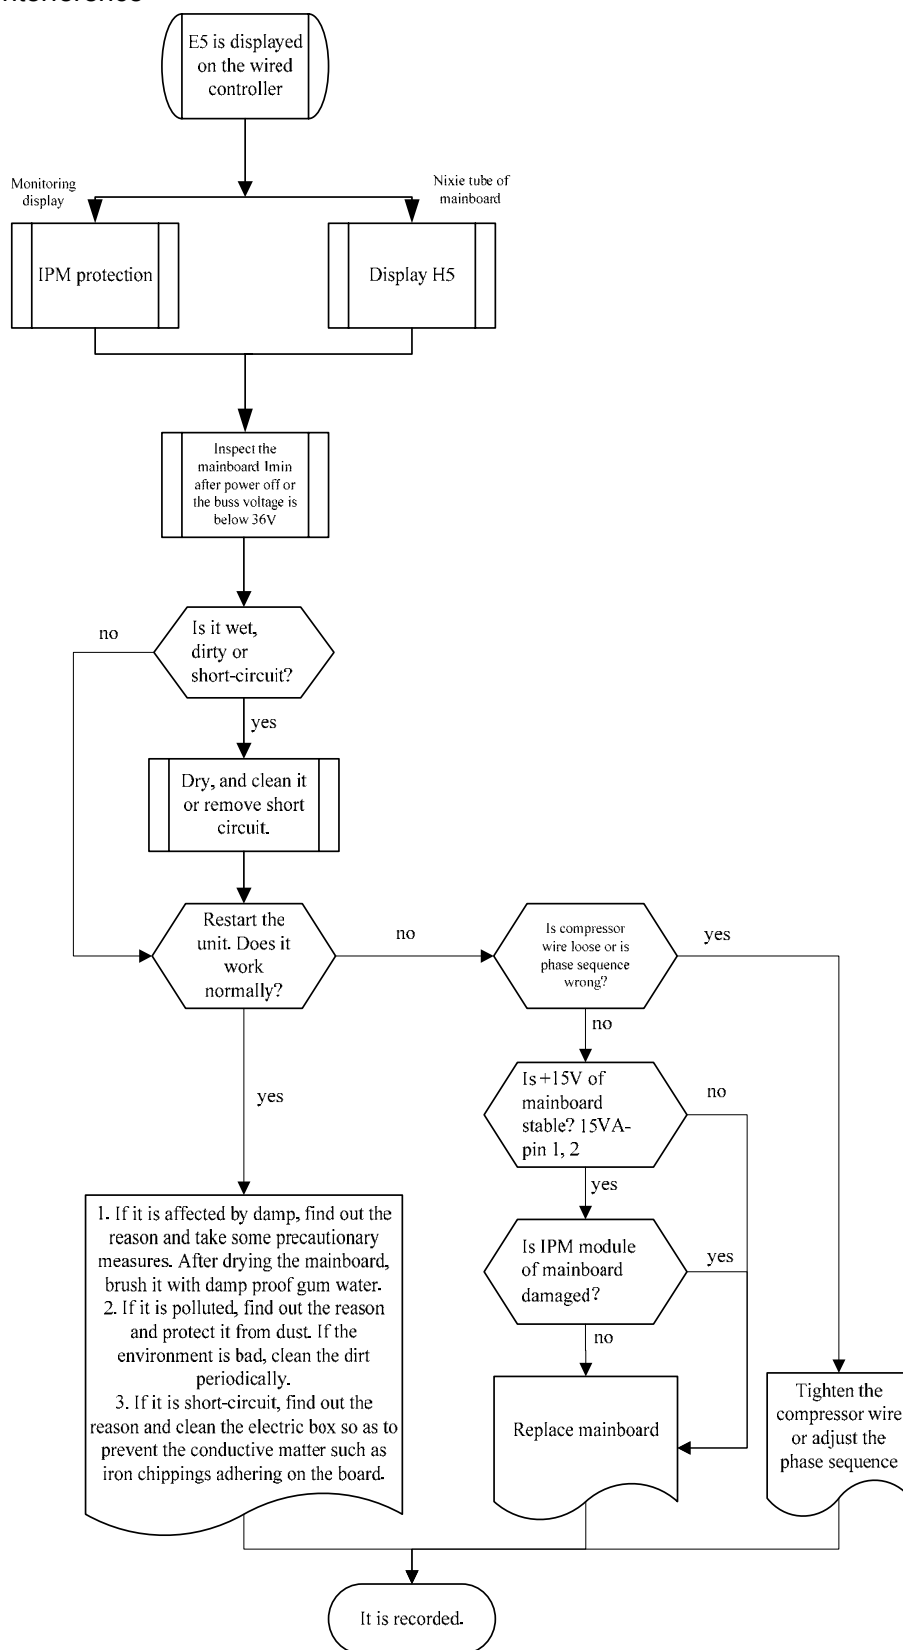 E5 is displayed
on the wired
controller
Monitoring
display
Nixie tube of
mainboard
IPM protection
Display H5
Inspect the
mainboard 1min
after power off or
the buss voltage is
below 36V
Is it wet,
dirty or
short-circuit?
no
yes
Dry, and clean it
or remove short
circuit.
Restart the
unit. Does it
work
normally?
no
Is compressor
wire loose or is
phase sequence
wrong?
yes
no
Is +15V of
mainboard
stable? 15VA-
pin 1, 2
no
yes
yes
Is IPM module
of mainboard
damaged?
yes
no
1. If it is affected by damp, find out the
reason and take some precautionary
measures. After drying the mainboard,
brush it with damp proof gum water.
2. If it is polluted, find out the reason
and protect it from dust. If the
environment is bad, clean the dirt
periodically.
3. If it is short-circuit, find out the
reason and clean the electric box so as to
prevent the conductive matter such as
iron chippings adhering on the board.
Replace mainboard
Tighten the
compressor wire
or adjust the
phase sequence
It is recorded.